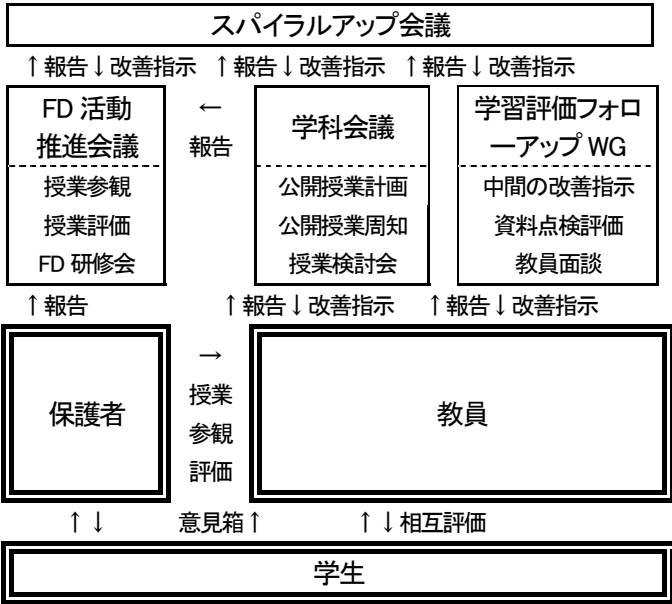 スパイラルアップ会議
↑報告↓改善指示 ↑報告↓改善指示 ↑報告↓改善指示
FD 活動
推進会議
授業参観
授業評価
FD 研修会
←
報告
学科会議
公開授業計画
公開授業周知
授業検討会
学習評価フォロ
ーアップ WG
中間の改善指示
資料点検評価
教員面談
↑報告 ↑報告↓改善指示 ↑報告↓改善指示
保護者
→
授業
参観
評価
教員
↑↓ 意見箱↑ ↑↓相互評価
学生